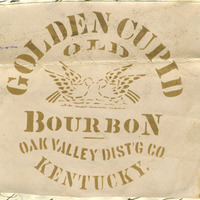 GOLDEN CUPID
OLD
BOURBON
OAK VALLEY DIST'G CO.
KENTUCKY.